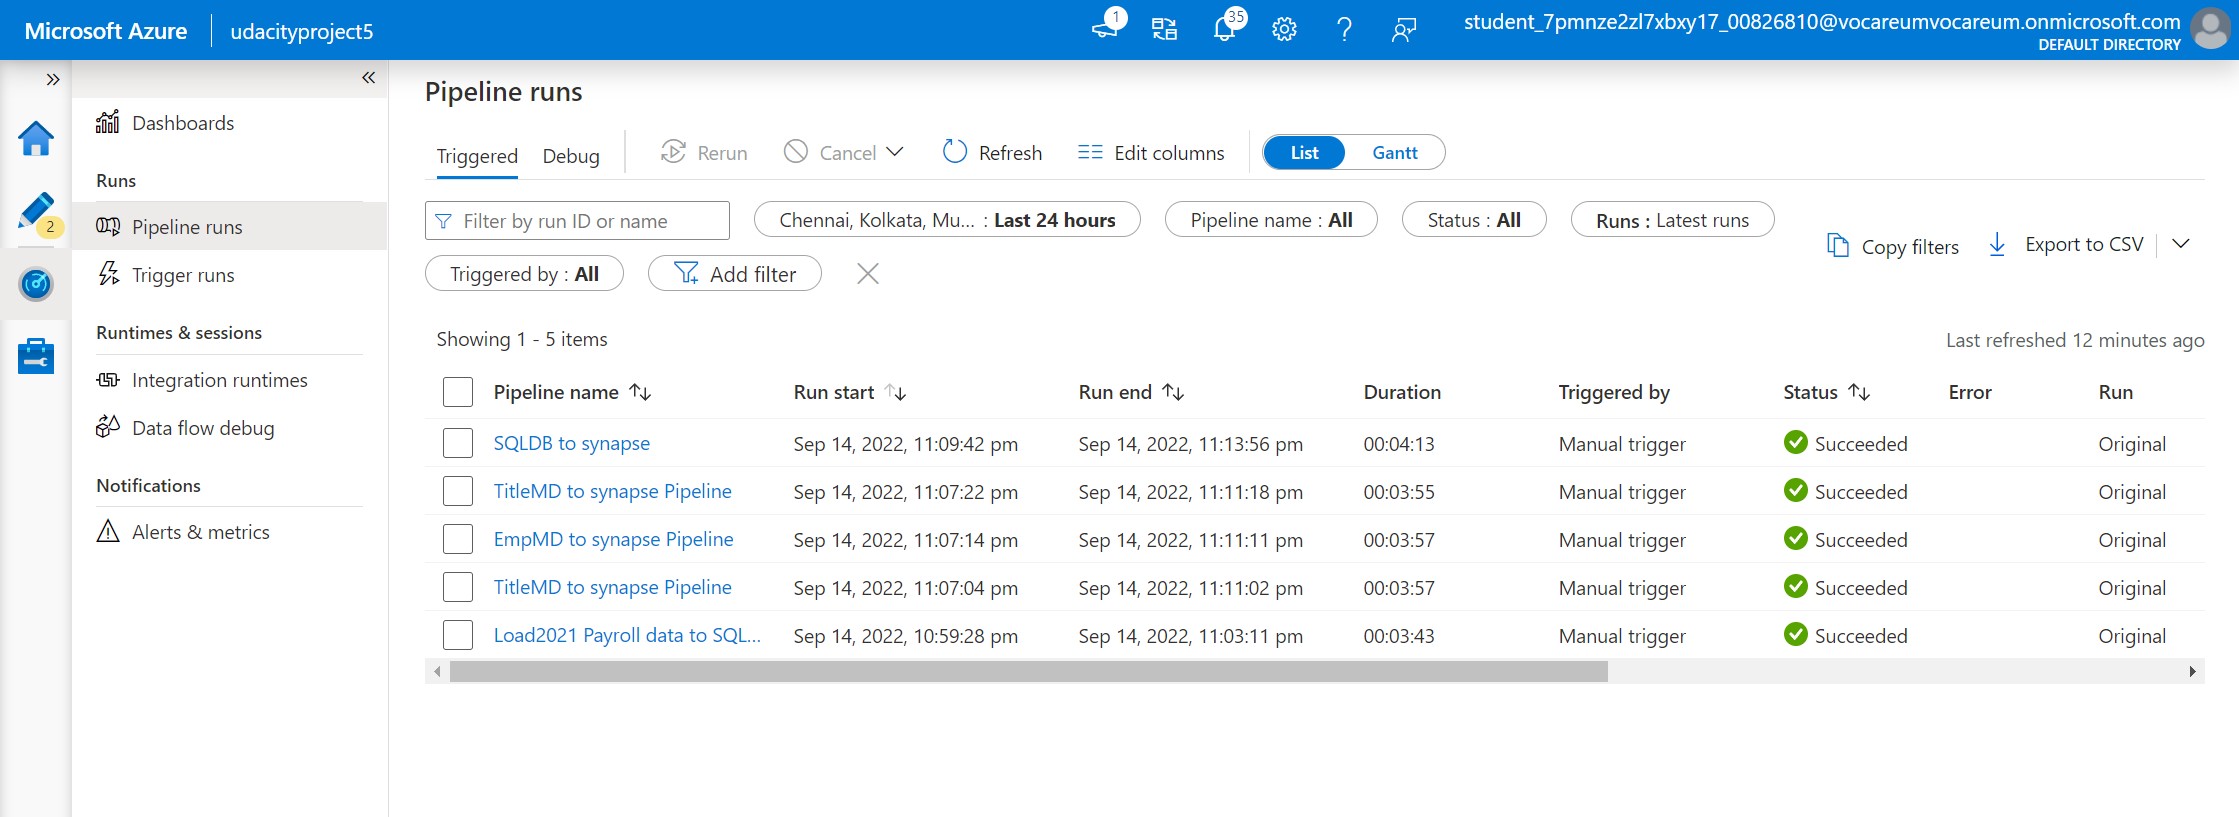 Microsoft Azure udacityproject5 1 35 student_7pmnze2zl7xbxy17_00826810@vocareumvocareum.onmicrosoft.com
DEFAULT DIRECTORY
Dashboards
Runs
2
Pipeline runs
Trigger runs
Runtimes & sessions
Integration runtimes
Data flow debug
Notifications
Alerts & metrics
Pipeline runs
Triggered Debug Rerun Cancel Refresh Edit columns List Gantt
Filter by run ID or name Chennai, Kolkata, Mu... : Last 24 hours Pipeline name : All Status : All Runs : Latest runs
Copy filters Export to CSV
Triggered by : All Add filter
Showing 1 - 5 items Last refreshed 12 minutes ago
Pipeline name Run start Run end Duration Triggered by Status Error Run
SQLDB to synapse Sep 14, 2022, 11:09:42 pm Sep 14, 2022, 11:13:56 pm 00:04:13 Manual trigger Succeeded Original
TitleMD to synapse Pipeline Sep 14, 2022, 11:07:22 pm Sep 14, 2022, 11:11:18 pm 00:03:55 Manual trigger Succeeded Original
EmpMD to synapse Pipeline Sep 14, 2022, 11:07:14 pm Sep 14, 2022, 11:11:11 pm 00:03:57 Manual trigger Succeeded Original
TitleMD to synapse Pipeline Sep 14, 2022, 11:07:04 pm Sep 14, 2022, 11:11:02 pm 00:03:57 Manual trigger Succeeded Original
Load2021 Payroll data to SQL... Sep 14, 2022, 10:59:28 pm Sep 14, 2022, 11:03:11 pm 00:03:43 Manual trigger Succeeded Original